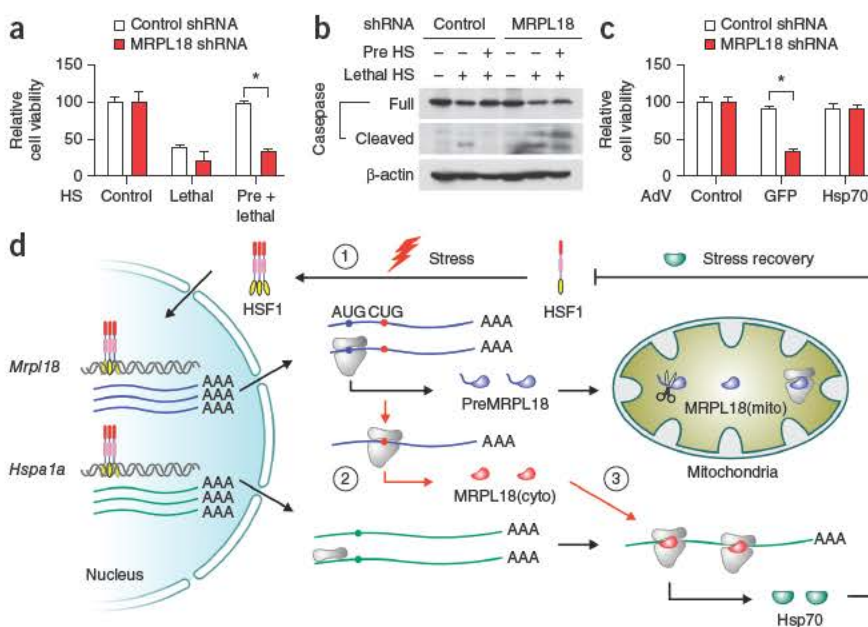 a
Control shRNA
MRPL18 shRNA
Relative
cell viability
150
100
50
0
*
HS Control Lethal Pre +
lethal
b
shRNA Control MRPL18
Pre HS – – + – – +
Lethal HS – + + – + +
Casepase
Full
Cleaved
β-actin
c
Control shRNA
MRPL18 shRNA
Relative
cell viability
150
100
50
0
*
AdV Control GFP Hsp70
d
HSF1
1
Stress
HSF1
Stress recovery
Mrpl18
AAA
AAA
AAA
Hspa1a
AAA
AAA
AAA
Nucleus
AUG CUG
AAA
AAA
PreMRPL18
MRPL18(mito)
Mitochondria
AAA
2
MRPL18(cyto)
3
AAA
AAA
AAA
Hsp70